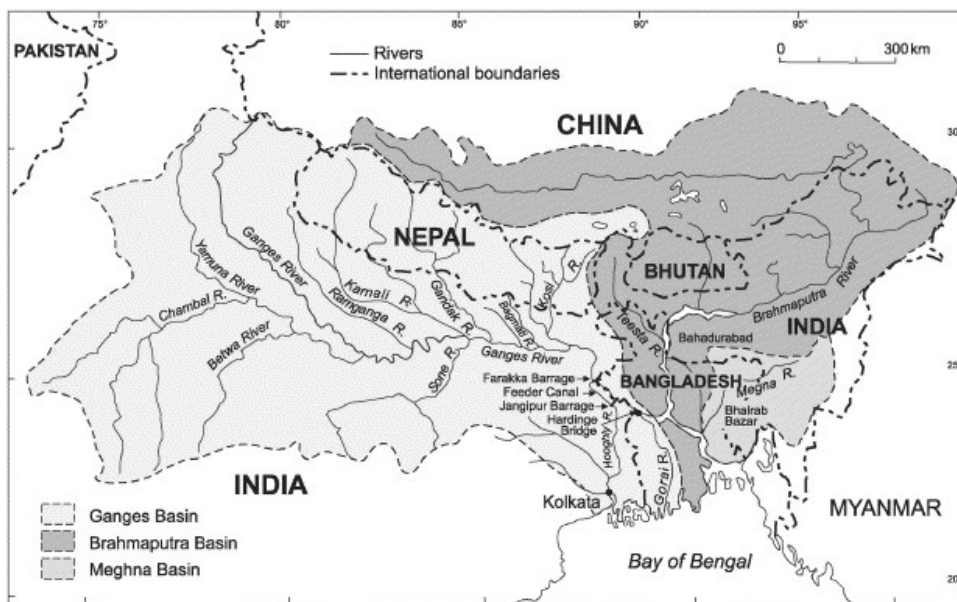 75°
80°
85°
90°
95°
PAKISTAN
Rivers
International boundaries
0 300 km
CHINA
30
NEPAL
BHUTAN
Yamuna River
Ganges River
Karnali R.
Ramganga R.
Gandak R.
Bagmati R.
Kosi R.
Teesta R.
Bahadurabad
Brahmaputra River
INDIA
Chambal R.
Betwa River
Sone R.
Ganges River
25
BANGLADESH
Megna R.
Farakka Barrage
Feeder Canal
Jangipur Barrage
Hardinge
Bridge
Bhairab
Bazar
Hooghly R.
Gorai R.
INDIA
Kolkata
MYANMAR
Ganges Basin
Brahmaputra Basin
Meghna Basin
Bay of Bengal
20